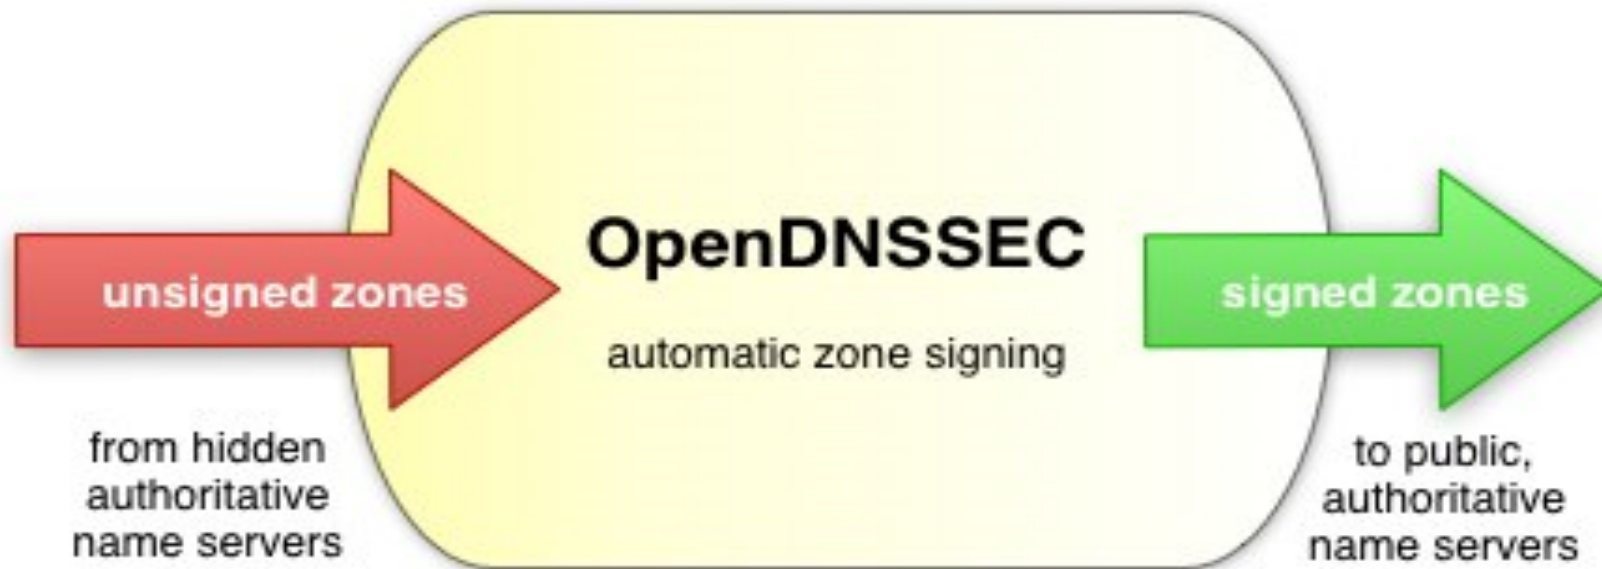 OpenDNSSEC
automatic zone signing
unsigned zones
from hidden
authoritative
name servers
signed zones
to public,
authoritative
name servers